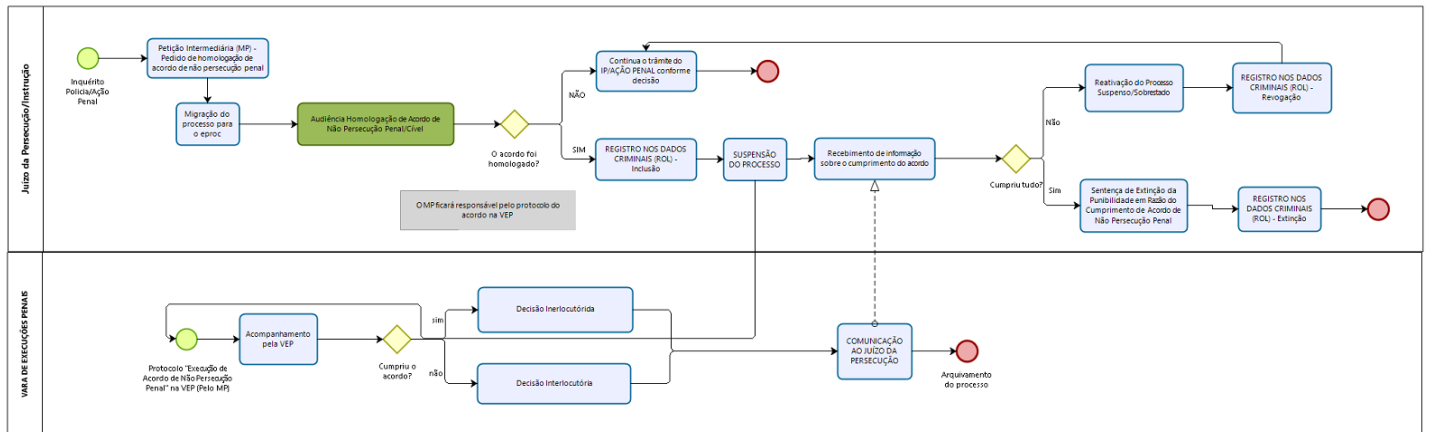 Juízo da Persecução/Instrução
Inquérito
Policia/Ação
Penal
Petição Intermediária (MP) -
Pedido de homologação de
acordo de não persecução penal
Migração do
processo para
o eproc
Audiência Homologação de Acordo de
Não Persecução Penal/Cível
O acordo foi
homologado?
NÃO
Continua o trâmite do
IP/AÇÃO PENAL conforme
decisão
SIM
REGISTRO NOS DADOS
CRIMINAIS (ROL) -
Inclusão
SUSPENSÃO
DO PROCESSO
Recebimento de informação
sobre o cumprimento do acordo
Cumpriu tudo?
Não
Reativação do Processo
Suspenso/Sobrestado
REGISTRO NOS DADOS
CRIMINAIS (ROL) -
Revogação
Sim
Sentença de Extinção da
Punibilidade em Razão do
Cumprimento de Acordo de
Não Persecução Penal
REGISTRO NOS
DADOS CRIMINAIS
(ROL) - Extinção
O MP ficará responsável pelo protocolo do
acordo na VEP
VARA DE EXECUÇÕES PENAIS
Protocolo "Execução de
Acordo de Não Persecução
Penal" na VEP (Pelo MP)
Acompanhamento
pela VEP
Cumpriu o
acordo?
sim
Decisão Inerlocutórida
não
Decisão Interlocutória
COMUNICAÇÃO
AO JUÍZO DA
PERSECUÇÃO
Arquivamento
do processo